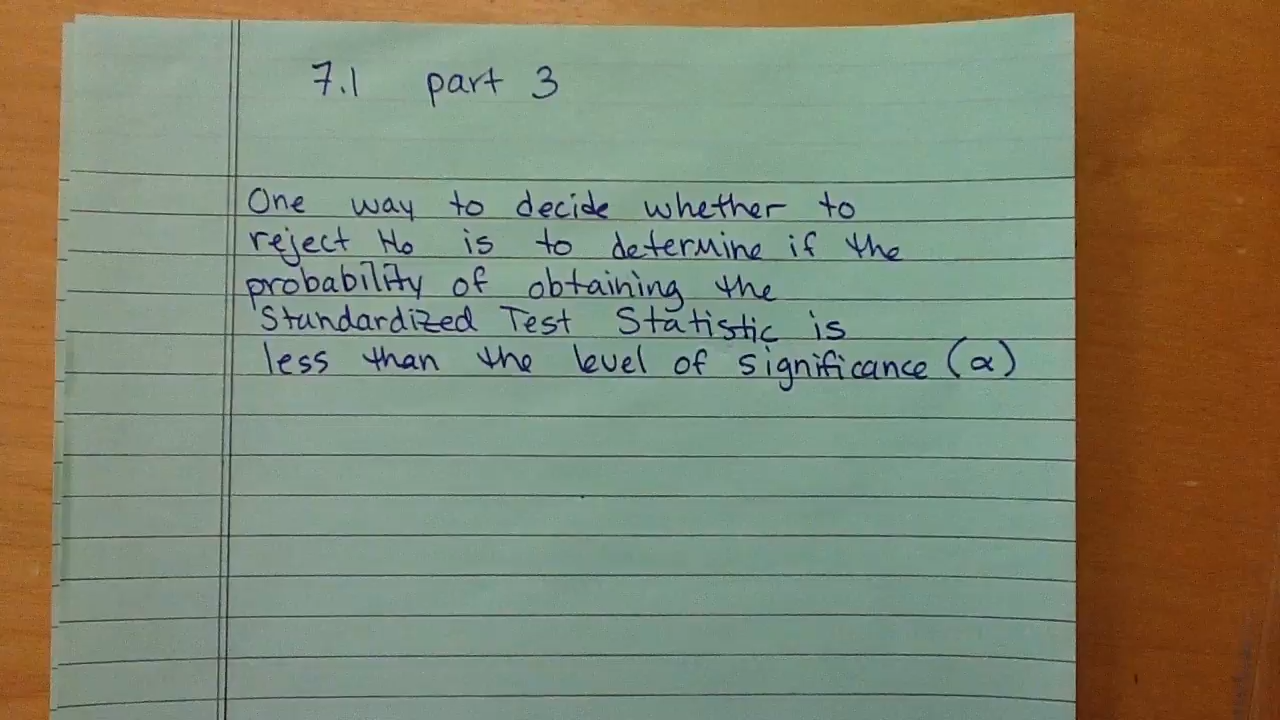 7.1 part 3
One way to decide whether to
reject Ho is to determine if the
probability of obtaining the
Standardized Test Statistic is
less than the level of significance (α)